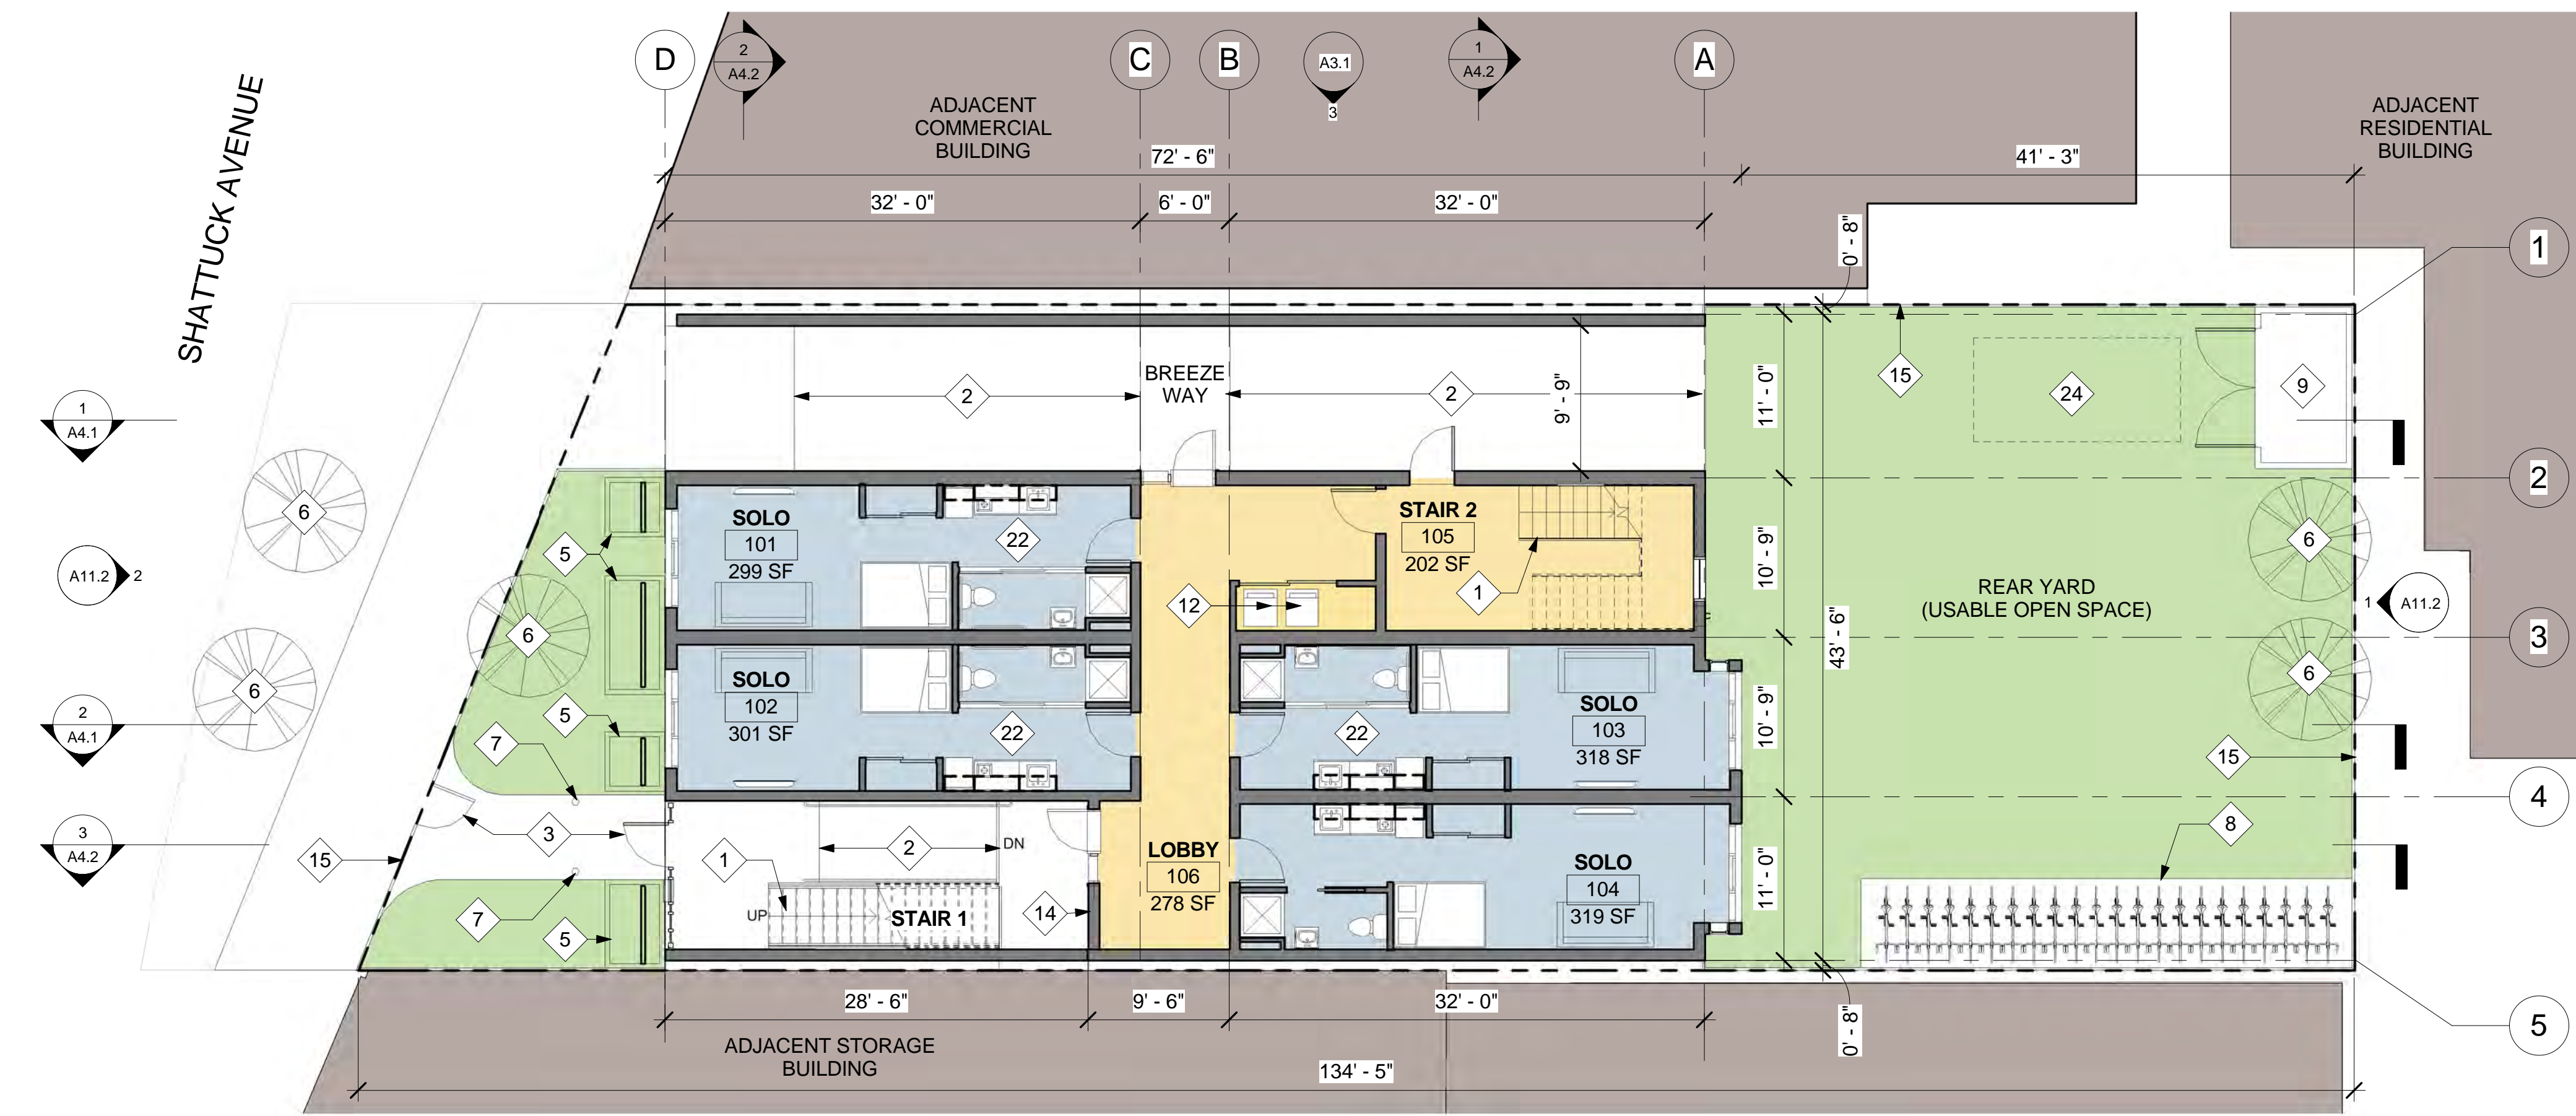 D
2
A4.2
C
B
A3.1
3
1
A4.2
A
SHATTUCK AVENUE
ADJACENT
COMMERCIAL
BUILDING
ADJACENT
RESIDENTIAL
BUILDING
72' - 6"
41' - 3"
32' - 0"
6' - 0"
32' - 0"
0' - 8"
1
BREEZE
WAY
2
2
9' - 9"
11' - 0"
15
24
9
1
A4.1
2
6
5
A11.2
2
SOLO
101
299 SF
22
STAIR 2
105
202 SF
1
12
10' - 9"
43' - 6"
REAR YARD
(USABLE OPEN SPACE)
6
1
A11.2
3
6
6
6
SOLO
102
301 SF
22
22
SOLO
103
318 SF
10' - 9"
15
5
7
2
A4.1
4
3
A4.2
15
3
1
2
DN
UP
STAIR 1
14
LOBBY
106
278 SF
SOLO
104
319 SF
11' - 0"
8
7
5
28' - 6"
9' - 6"
32' - 0"
0' - 8"
5
ADJACENT STORAGE
BUILDING
134' - 5"